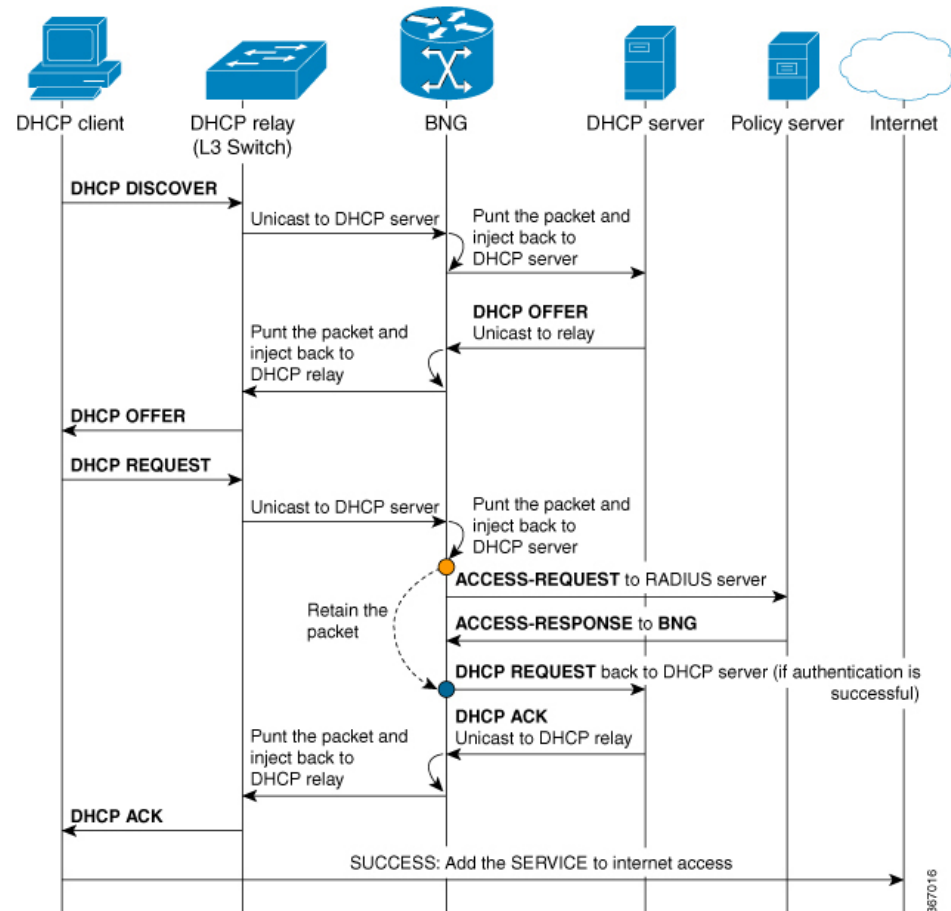 DHCP client
DHCP relay
(L3 Switch)
BNG
DHCP server
Policy server
Internet
DHCP DISCOVER
Unicast to DHCP server
Punt the packet and
inject back to
DHCP server
DHCP OFFER
Unicast to relay
Punt the packet and
inject back to
DHCP relay
DHCP OFFER
DHCP REQUEST
Unicast to DHCP server
Punt the packet and
inject back to
DHCP server
ACCESS-REQUEST to RADIUS server
Retain the
packet
ACCESS-RESPONSE to BNG
DHCP REQUEST back to DHCP server (if authentication is
successful)
DHCP ACK
Unicast to DHCP relay
Punt the packet and
inject back to
DHCP relay
DHCP ACK
SUCCESS: Add the SERVICE to internet access
367016